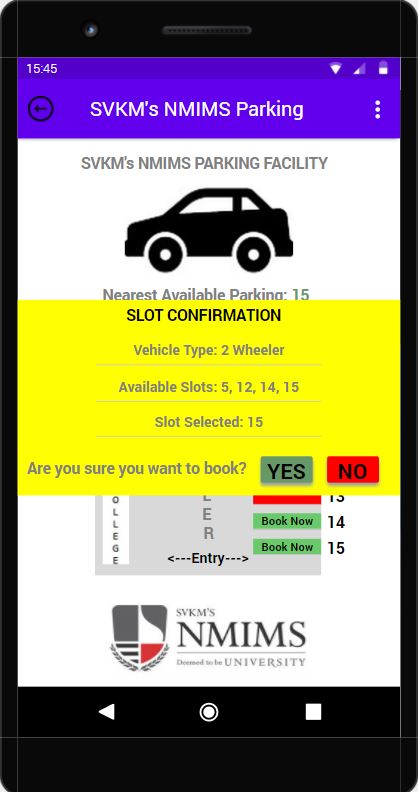 15:45
SVKM's NMIMS Parking
SVKM's NMIMS PARKING FACILITY
Nearest Available Parking: 15
SLOT CONFIRMATION
Vehicle Type: 2 Wheeler
Available Slots: 5, 12, 14, 15
Slot Selected: 15
Are you sure you want to book? YES NO
O L 13
L E Book Now 14
L R Book Now 15
E
G
E <---Entry--->
SVKM'S
NMIMS
Deemed to be UNIVERSITY